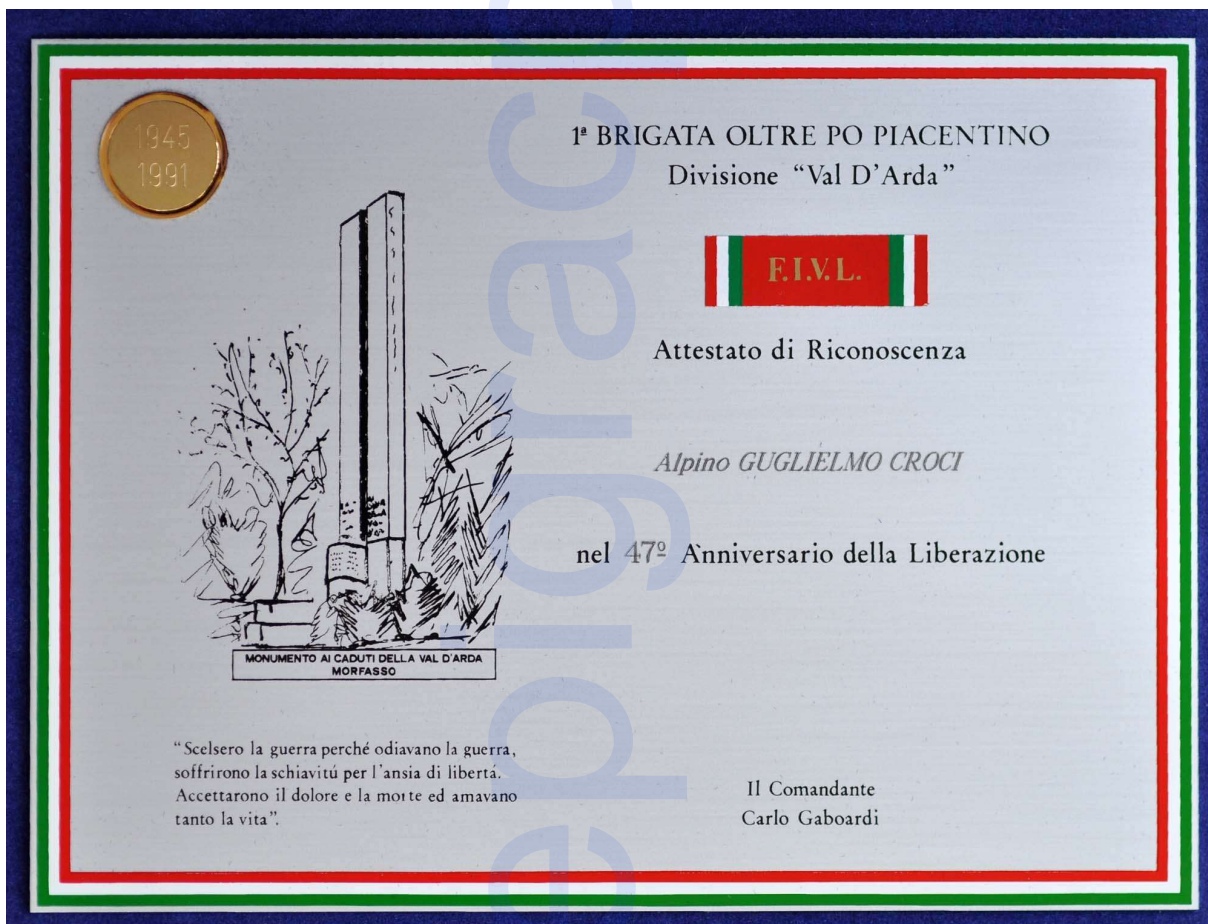 1945
1991
1ª BRIGATA OLTRE PO PIACENTINO
Divisione “Val D'Arda”
F.I.V.L.
Attestato di Riconoscenza
Alpino GUGLIELMO CROCI
nel 47º Anniversario della Liberazione
MONUMENTO AI CADUTI DELLA VAL D'ARDA
MORFASSO
“Scelsero la guerra perché odiavano la guerra,
soffrirono la schiavitú per l'ansia di libertá.
Accettarono il dolore e la morte ed amavano
tanto la vita”.
Il Comandante
Carlo Gaboardi